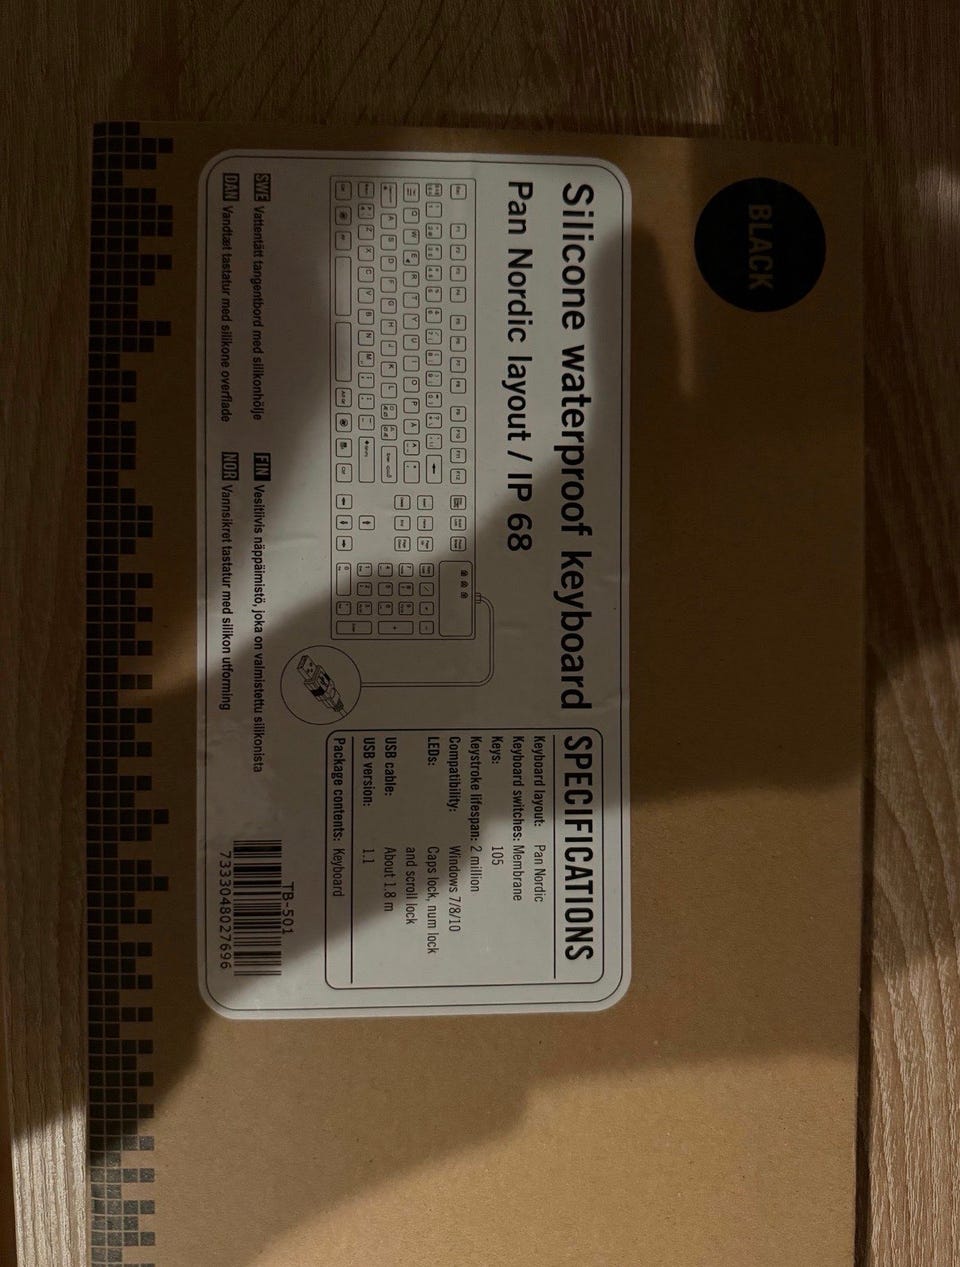 BLACK
Silicone waterproof keyboard
Pan Nordic layout / IP 68
SPECIFICATIONS
Keyboard layout: Pan Nordic
Keyboard switches: Membrane
Keys: 105
Keystroke lifespan: 2 million
Compatibility: Windows 7/8/10
LEDs: Caps lock, num lock
and scroll lock
USB cable: About 1.8 m
USB version: 1.1
Package contents: Keyboard
SWE Vattentätt tangentbord med silikonhölje
DAN Vandtæt tastatur med silikone overflade
FIN Vesitiivis näppäimistö, joka on valmistettu silikonista
NOR Vannsikret tastatur med silikon utforming
TB-501
7333048027696